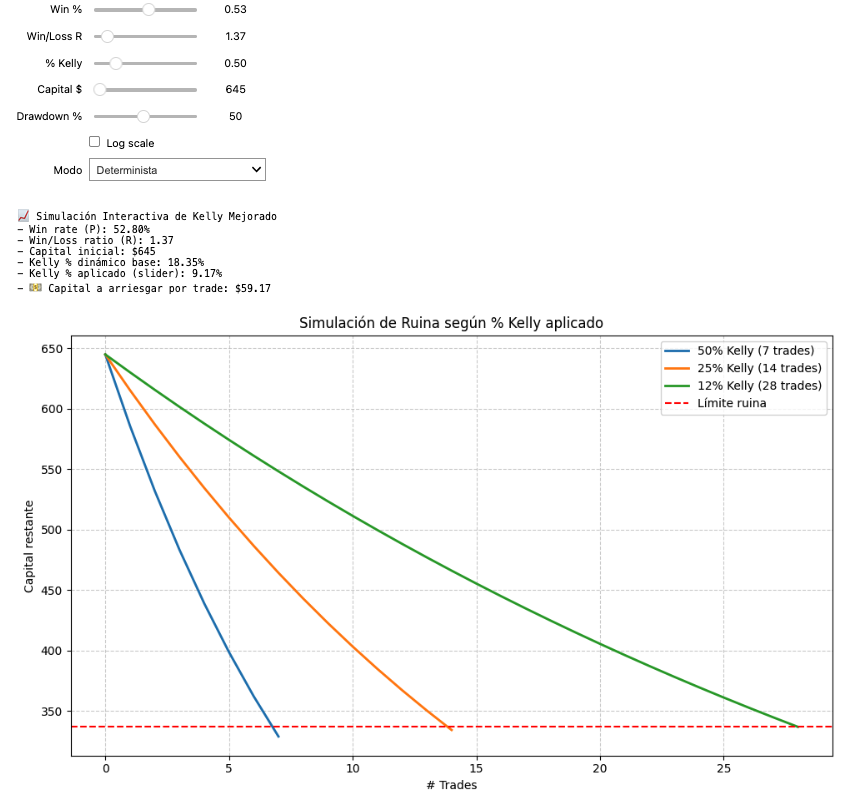 Win % 0.53
Win/Loss R 1.37
% Kelly 0.50
Capital $ 645
Drawdown % 50
Log scale
Modo Determinista
📈 Simulación Interactiva de Kelly Mejorado
– Win rate (P): 52.80%
– Win/Loss ratio (R): 1.37
– Capital inicial: $645
– Kelly % dinámico base: 18.35%
– Kelly % aplicado (slider): 9.17%
– 💵 Capital a arriesgar por trade: $59.17
Simulación de Ruina según % Kelly aplicado
50% Kelly (7 trades)
25% Kelly (14 trades)
12% Kelly (28 trades)
Límite ruina
Capital restante
650
600
550
500
450
400
350
0 5 10 15 20 25
# Trades